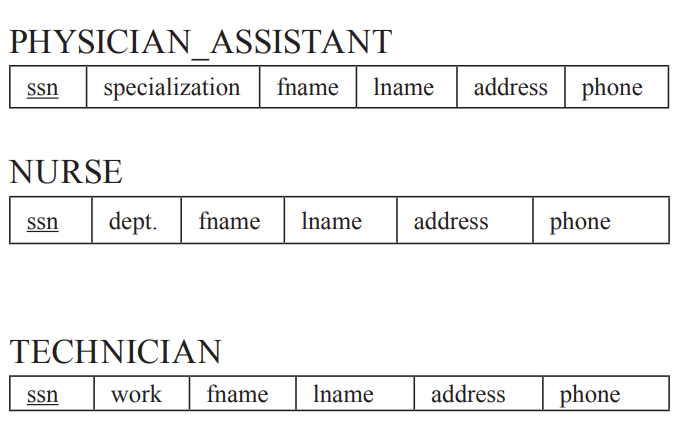 PHYSICIAN_ASSISTANT
ssn specialization fname lname address phone
NURSE
ssn dept. fname lname address phone
TECHNICIAN
ssn work fname lname address phone